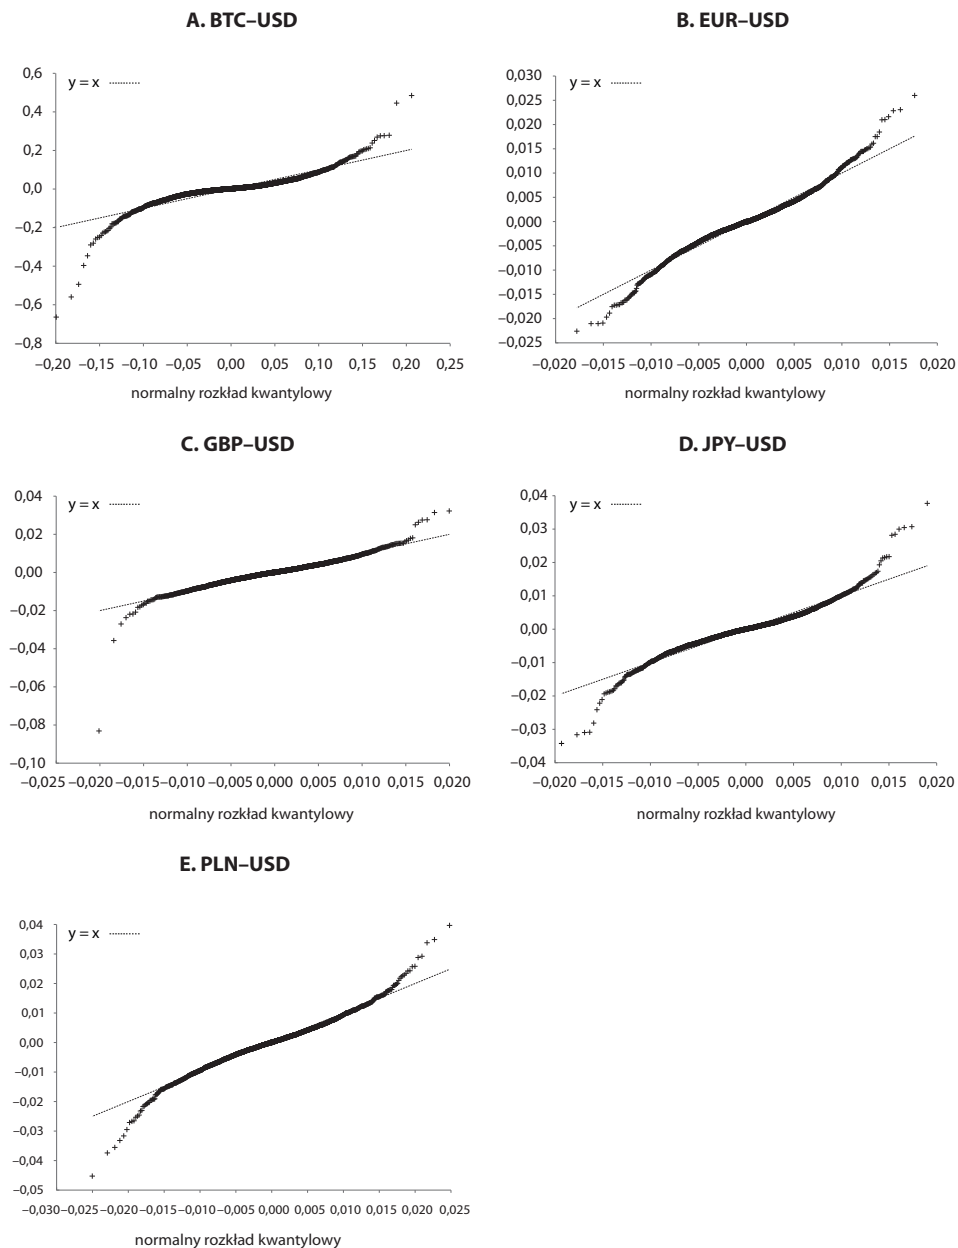 A. BTC–USD
y = x
0,6
0,4
0,2
0,0
–0,2
–0,4
–0,6
–0,8
–0,20 –0,15 –0,10 –0,05 0,00 0,05 0,10 0,15 0,20 0,25
normalny rozkład kwantylowy
B. EUR–USD
y = x
0,030
0,025
0,020
0,015
0,010
0,005
0,000
–0,005
–0,010
–0,015
–0,020
–0,025
–0,020 –0,015 –0,010 –0,005 0,000 0,005 0,010 0,015 0,020
normalny rozkład kwantylowy
C. GBP–USD
y = x
0,04
0,02
0,00
–0,02
–0,04
–0,06
–0,08
–0,10
–0,025 –0,020 –0,015 –0,010 –0,005 0,000 0,005 0,010 0,015 0,020
normalny rozkład kwantylowy
D. JPY–USD
y = x
0,04
0,03
0,02
0,01
0,00
–0,01
–0,02
–0,03
–0,04
–0,020 –0,015 –0,010 –0,005 0,000 0,005 0,010 0,015 0,020
normalny rozkład kwantylowy
E. PLN–USD
y = x
0,04
0,03
0,02
0,01
0,00
–0,01
–0,02
–0,03
–0,04
–0,05
–0,030 –0,025 –0,020 –0,015 –0,010 –0,005 0,000 0,005 0,010 0,015 0,020 0,025
normalny rozkład kwantylowy